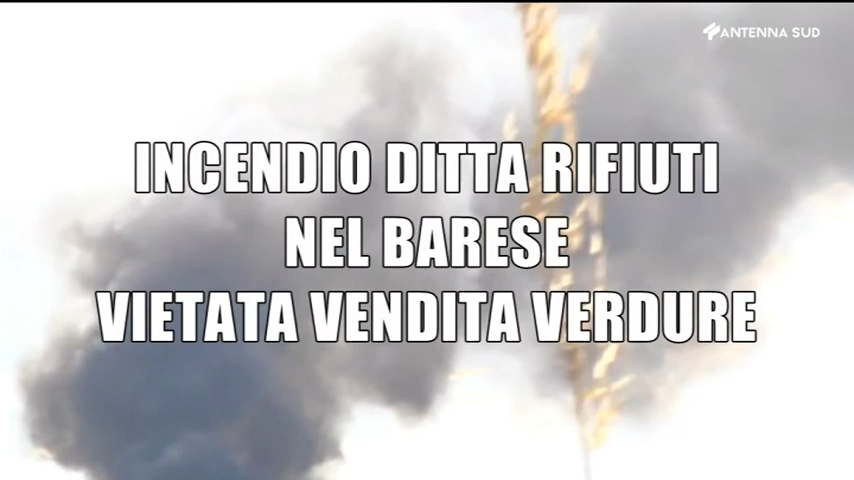 ANTENNA SUD
INCENDIO DITTA RIFIUTI
NEL BARESE
VIETATA VENDITA VERDURE